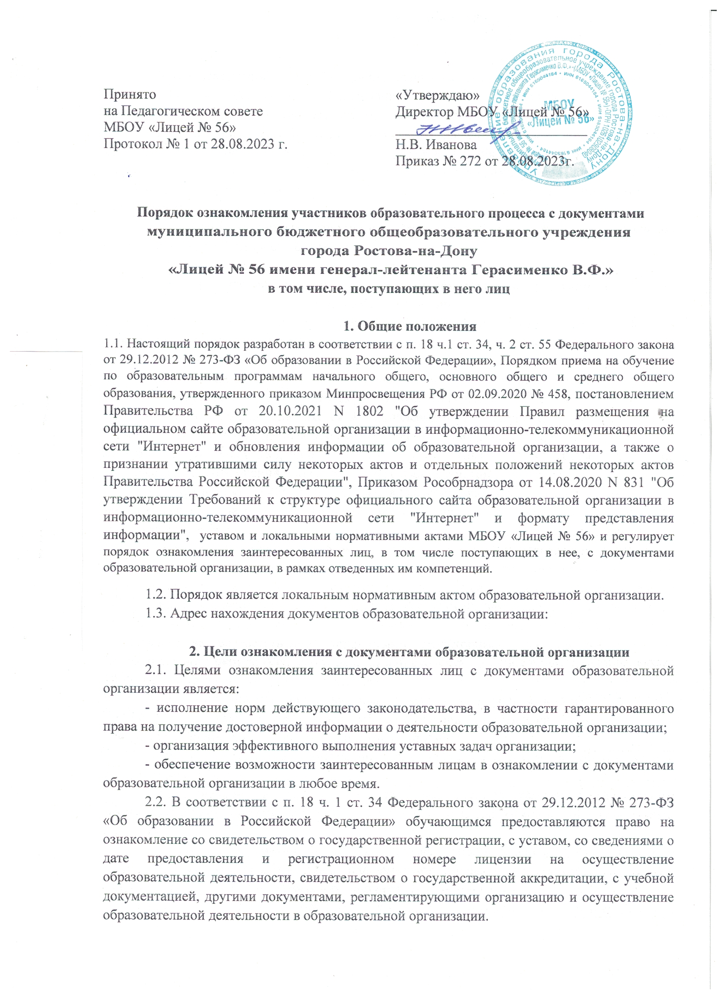 Принято
на Педагогическом совете
МБОУ «Лицей № 56»
Протокол № 1 от 28.08.2023 г.
«Утверждаю»
Директор МБОУ «Лицей № 56»
Н.В. Иванова
Приказ № 272 от 28.08.2023г.
МБОУ
«Лицей № 56»
Порядок ознакомления участников образовательного процесса с документами
муниципального бюджетного общеобразовательного учреждения
города Ростова-на-Дону
«Лицей № 56 имени генерал-лейтенанта Герасименко В.Ф.»
в том числе, поступающих в него лиц
1. Общие положения
1.1. Настоящий порядок разработан в соответствии с п. 18 ч.1 ст. 34, ч. 2 ст. 55 Федерального закона
от 29.12.2012 № 273-ФЗ «Об образовании в Российской Федерации», Порядком приема на обучение
по образовательным программам начального общего, основного общего и среднего общего
образования, утвержденного приказом Минпросвещения РФ от 02.09.2020 № 458, постановлением
Правительства РФ от 20.10.2021 N 1802 "Об утверждении Правил размещения на
официальном сайте образовательной организации в информационно-телекоммуникационной
сети "Интернет" и обновления информации об образовательной организации, а также о
признании утратившими силу некоторых актов и отдельных положений некоторых актов
Правительства Российской Федерации", Приказом Рособрнадзора от 14.08.2020 N 831 "Об
утверждении Требований к структуре официального сайта образовательной организации в
информационно-телекоммуникационной сети "Интернет" и формату представления
информации", уставом и локальными нормативными актами МБОУ «Лицей № 56» и регулирует
порядок ознакомления заинтересованных лиц, в том числе поступающих в нее, с документами
образовательной организации, в рамках отведенных им компетенций.
1.2. Порядок является локальным нормативным актом образовательной организации.
1.3. Адрес нахождения документов образовательной организации:
2. Цели ознакомления с документами образовательной организации
2.1. Целями ознакомления заинтересованных лиц с документами образовательной
организации является:
- исполнение норм действующего законодательства, в частности гарантированного
права на получение достоверной информации о деятельности образовательной организации;
- организация эффективного выполнения уставных задач организации;
- обеспечение возможности заинтересованным лицам в ознакомлении с документами
образовательной организации в любое время.
2.2. В соответствии с п. 18 ч. 1 ст. 34 Федерального закона от 29.12.2012 № 273-ФЗ
«Об образовании в Российской Федерации» обучающимся предоставляются право на
ознакомление со свидетельством о государственной регистрации, с уставом, со сведениями о
дате предоставления и регистрационном номере лицензии на осуществление
образовательной деятельности, свидетельством о государственной аккредитации, с учебной
документацией, другими документами, регламентирующими организацию и осуществление
образовательной деятельности в образовательной организации.